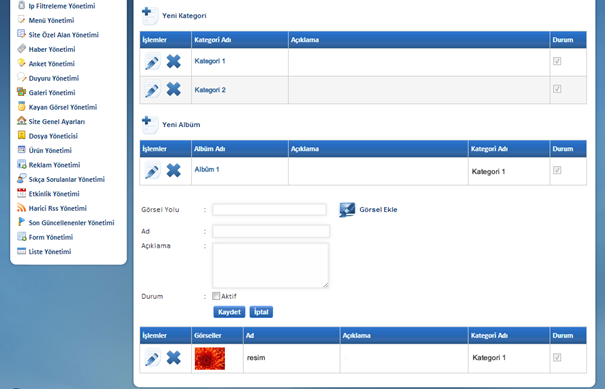 Ip Filtreleme Yönetimi
Menü Yönetimi
Site Özel Alan Yönetimi
Haber Yönetimi
Anket Yönetimi
Duyuru Yönetimi
Galeri Yönetimi
Kayan Görsel Yönetimi
Site Genel Ayarları
Dosya Yöneticisi
Ürün Yönetimi
Reklam Yönetimi
Sıkça Sorulanlar Yönetimi
Etkinlik Yönetimi
Harici Rss Yönetimi
Son Güncellenenler Yönetimi
Form Yönetimi
Liste Yönetimi
Yeni Kategori
İşlemler Kategori Adı Açıklama Durum
Kategori 1
Kategori 2
Yeni Albüm
İşlemler Albüm Adı Açıklama Kategori Adı Durum
Albüm 1 Kategori 1
Görsel Yolu : Görsel Ekle
Ad :
Açıklama :
Durum : Aktif
Kaydet İptal
İşlemler Görseller Ad Açıklama Kategori Adı Durum
resim Kategori 1